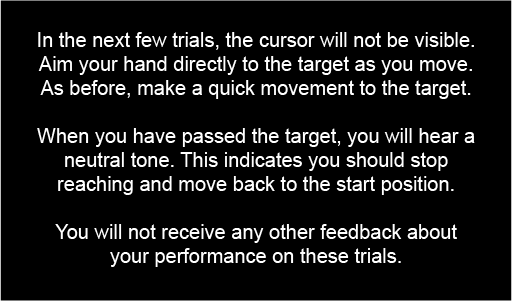 In the next few trials, the cursor will not be visible.
Aim your hand directly to the target as you move.
As before, make a quick movement to the target.
When you have passed the target, you will hear a
neutral tone. This indicates you should stop
reaching and move back to the start position.
You will not receive any other feedback about
your performance on these trials.